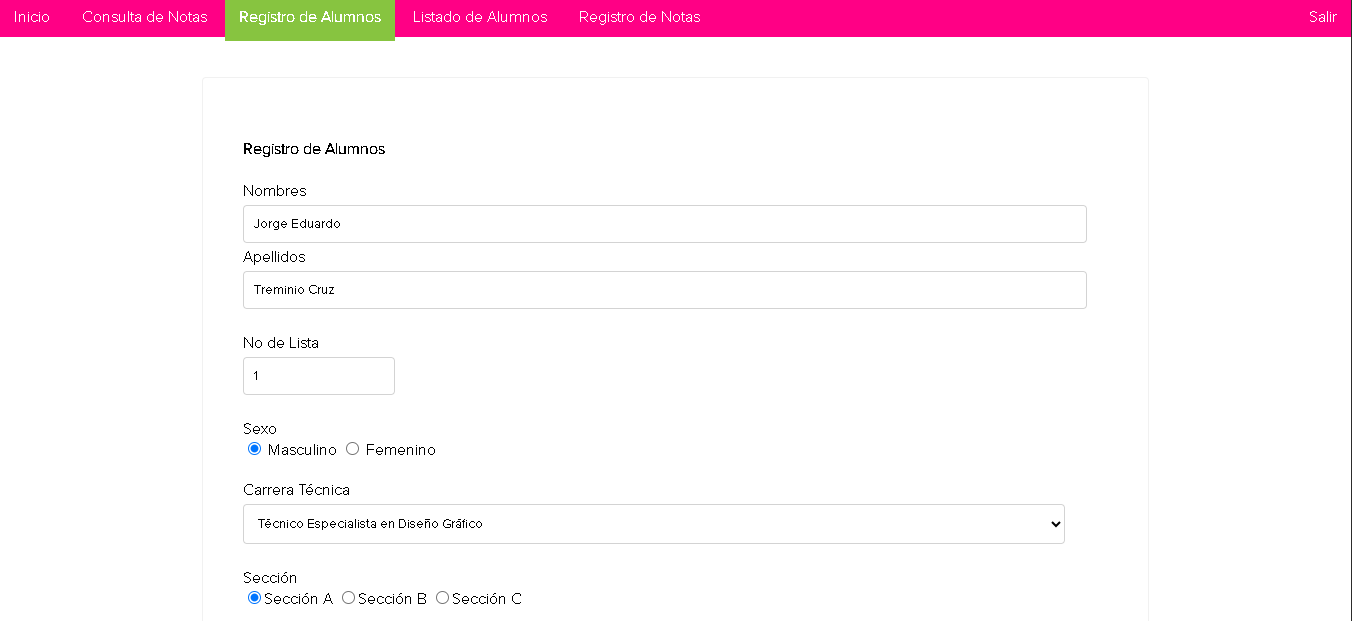 Inicio Consulta de Notas Registro de Alumnos Listado de Alumnos Registro de Notas Salir
Registro de Alumnos
Nombres
Jorge Eduardo
Apellidos
Treminio Cruz
No de Lista
1
Sexo
Masculino Femenino
Carrera Técnica
Técnico Especialista en Diseño Gráfico
Sección
Sección A Sección B Sección C